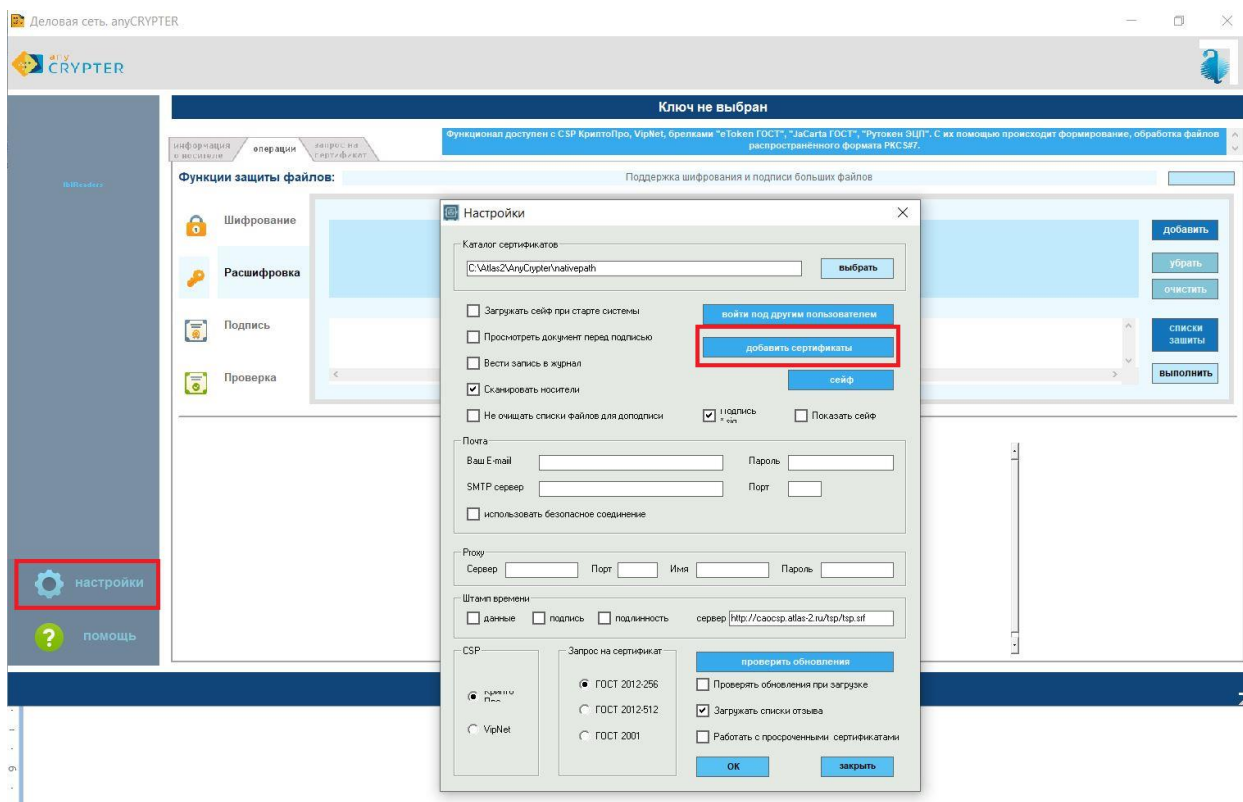 Деловая сеть. anyCRYPTER
any
CRYPTER
Ключ не выбран
информация
о носителе
операции
запрос на
сертификат
Функционал доступен с CSP КриптоПро, VipNet, брелками "eToken ГОСТ", "JaCarta ГОСТ", "Рутокен ЭЦП". С их помощью происходит формирование, обработка файлов
распространённого формата PKCS#7.
Функции защиты файлов:
Поддержка шифрования и подписи больших файлов
Шифрование
Расшифровка
Подпись
Проверка
добавить
убрать
очистить
списки
зашиты
выполнить
Настройки
Каталог сертификатов
C:\Atlas2\AnyCrypter\nativepath
выбрать
Загружать сейф при старте системы
войти под другим пользователем
Просмотреть документ перед подписью
добавить сертификаты
Вести запись в журнал
сейф
Сканировать носители
Не очищать списки файлов для доподписи
Подпись
Показать сейф
Почта
Ваш E-mail
Пароль
SMTP сервер
Порт
использовать безопасное соединение
Proxy
Сервер
Порт
Имя
Пароль
Штамп времени
данные
подпись
подлинность
сервер
http://caocsp.atlas-2.ru/tsp/tsp.srf
CSP
Запрос на сертификат
проверить обновления
ГОСТ 2012-256
Проверять обновления при загрузке
ГОСТ 2012-512
Загружать списки отзыва
VipNet
ГОСТ 2001
Работать с просроченными сертификатами
ОК
закрыть
настройки
помощь